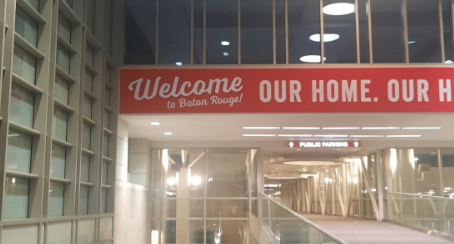 Welcome
to Baton Rouge!
OUR HOME. OUR H
PUBLIC PARKING